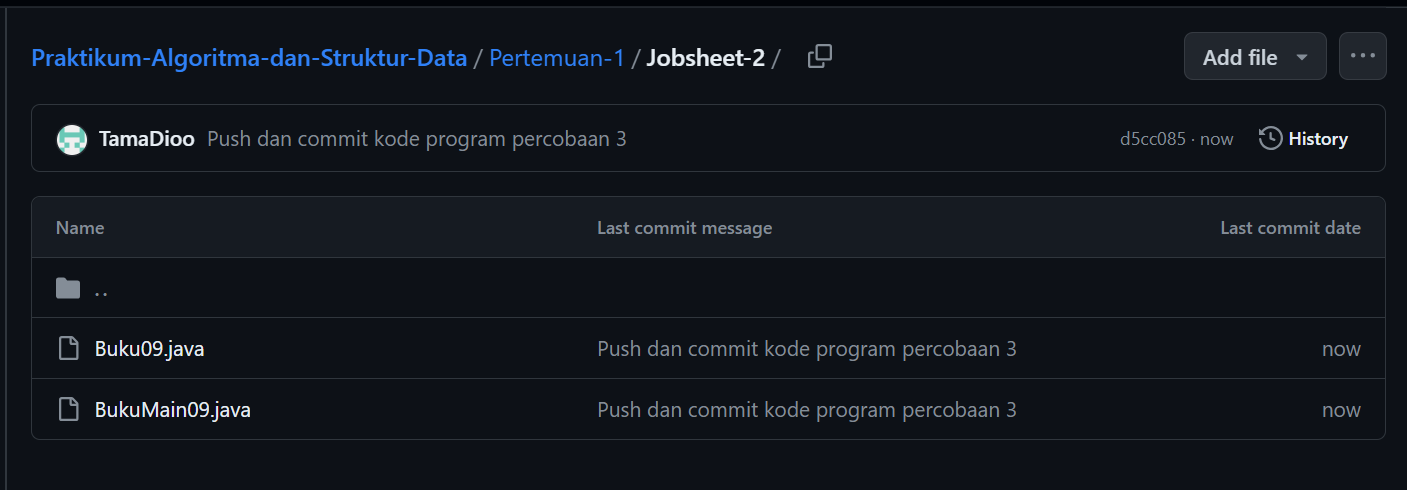 Praktikum-Algoritma-dan-Struktur-Data / Pertemuan-1 / Jobsheet-2 / Add file ...
TamaDioo Push dan commit kode program percobaan 3 d5cc085 · now History
Name Last commit message Last commit date
..
Buku09.java Push dan commit kode program percobaan 3 now
BukuMain09.java Push dan commit kode program percobaan 3 now